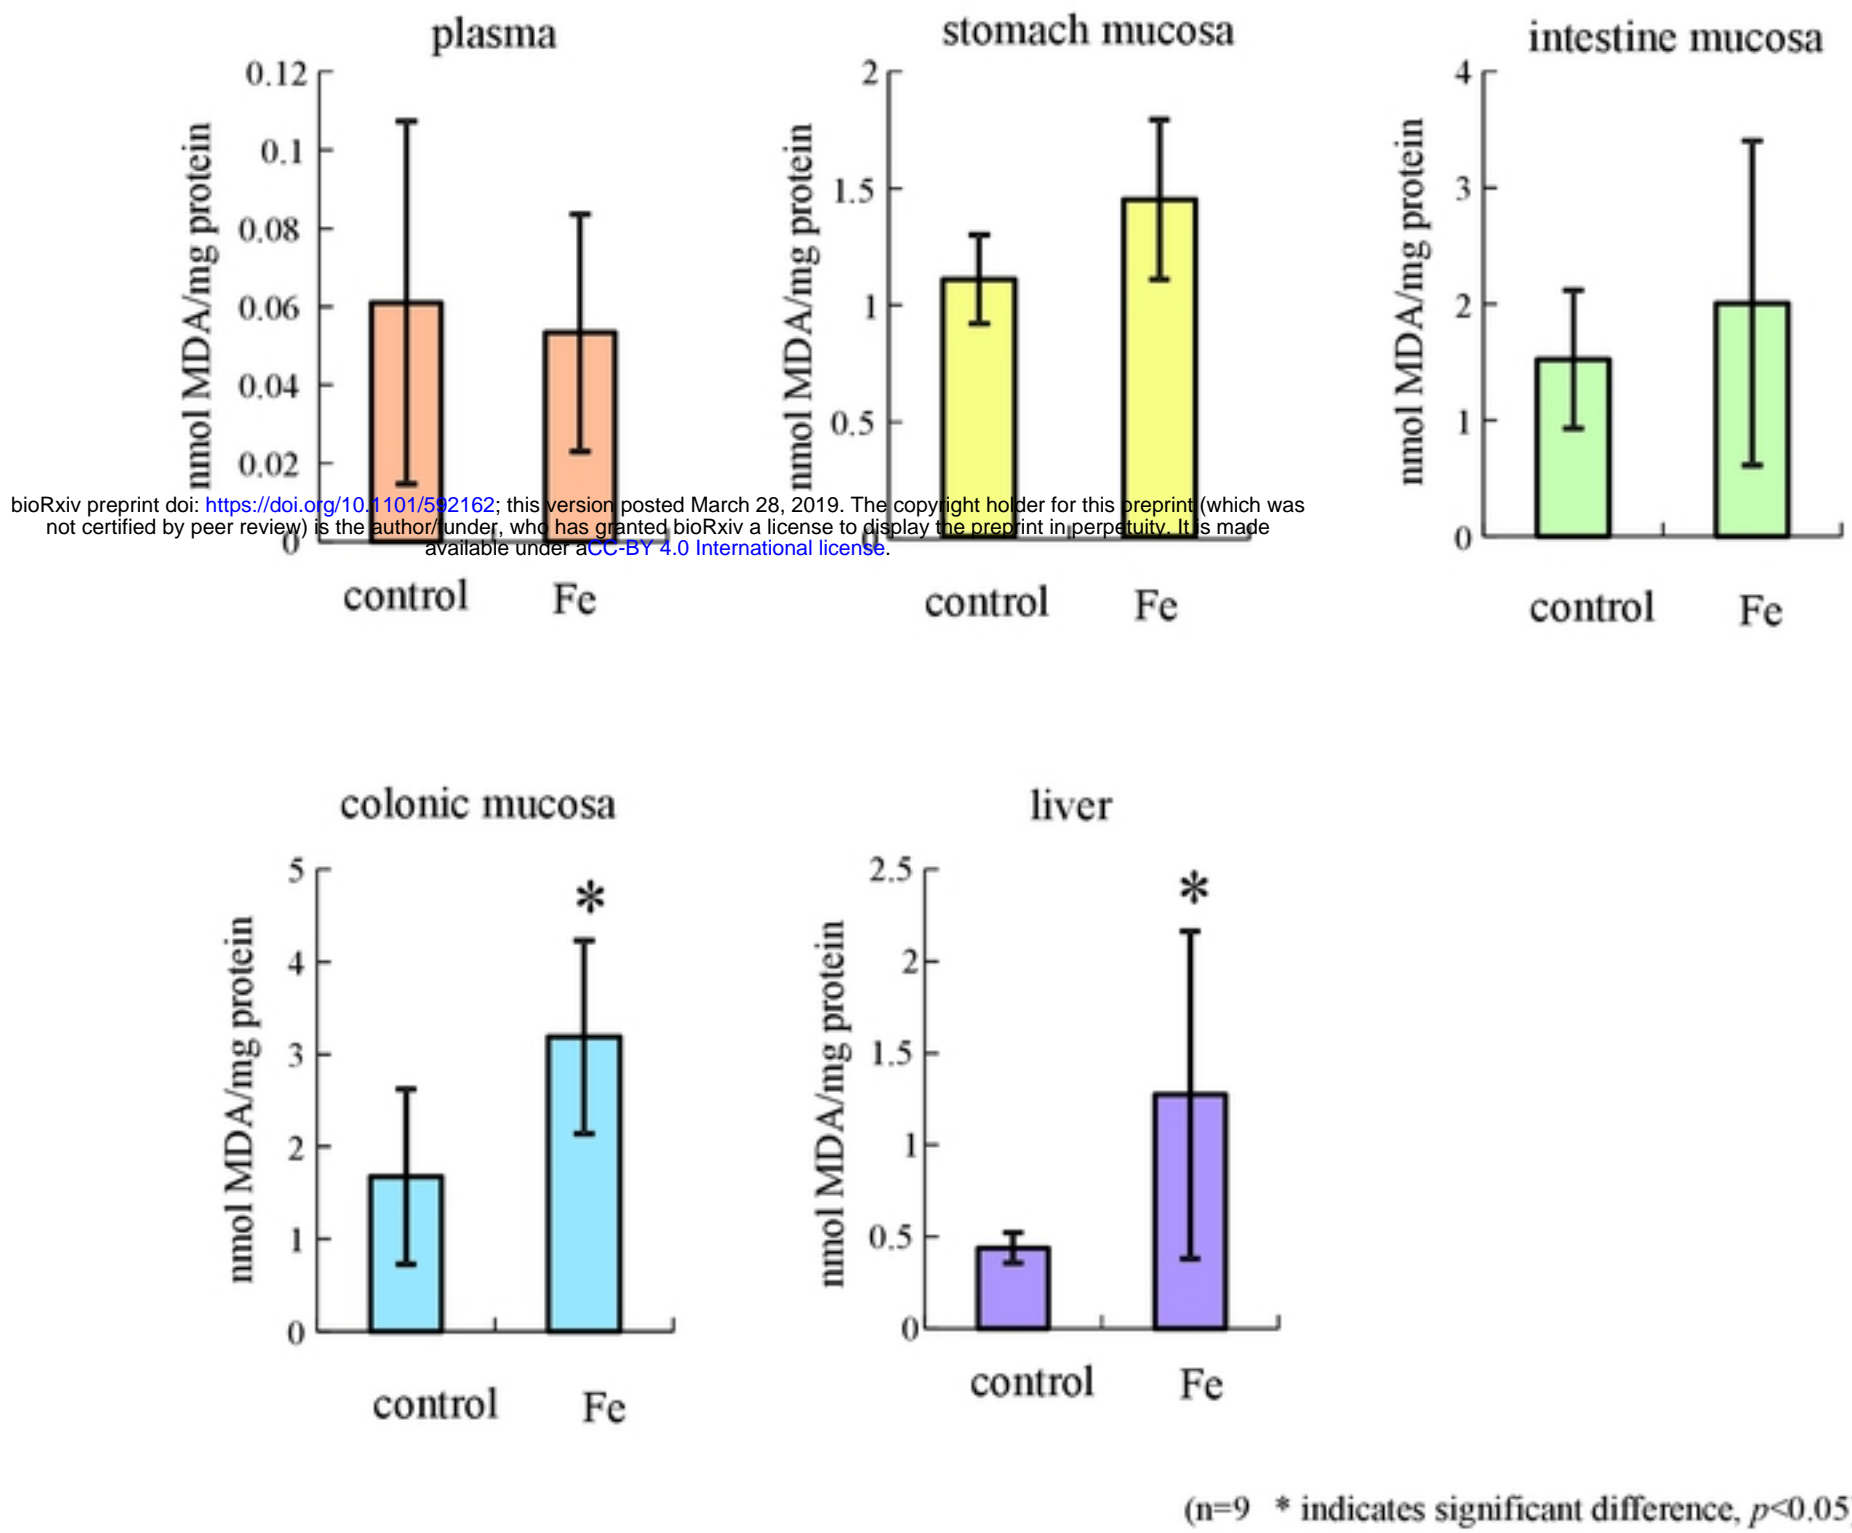 plasma
stomach mucosa
intestine mucosa
nmol MDA/mg protein
0.12
0.1
0.08
0.06
0.04
0.02
0
control
Fe
nmol MDA/mg protein
2
1.5
1
0.5
0
control
Fe
nmol MDA/mg protein
4
3
2
1
0
control
Fe
bioRxiv preprint doi: https://doi.org/10.1101/592162; this version posted March 28, 2019. The copyright holder for this preprint (which was
not certified by peer review) is the author/funder, who has granted bioRxiv a license to display the preprint in perpetuity. It is made
available under aCC-BY 4.0 International license.
colonic mucosa
liver
nmol MDA/mg protein
5
4
3
2
1
0
*
control
Fe
nmol MDA/mg protein
2.5
2
1.5
1
0.5
0
*
control
Fe
(n=9 * indicates significant difference, p<0.05)